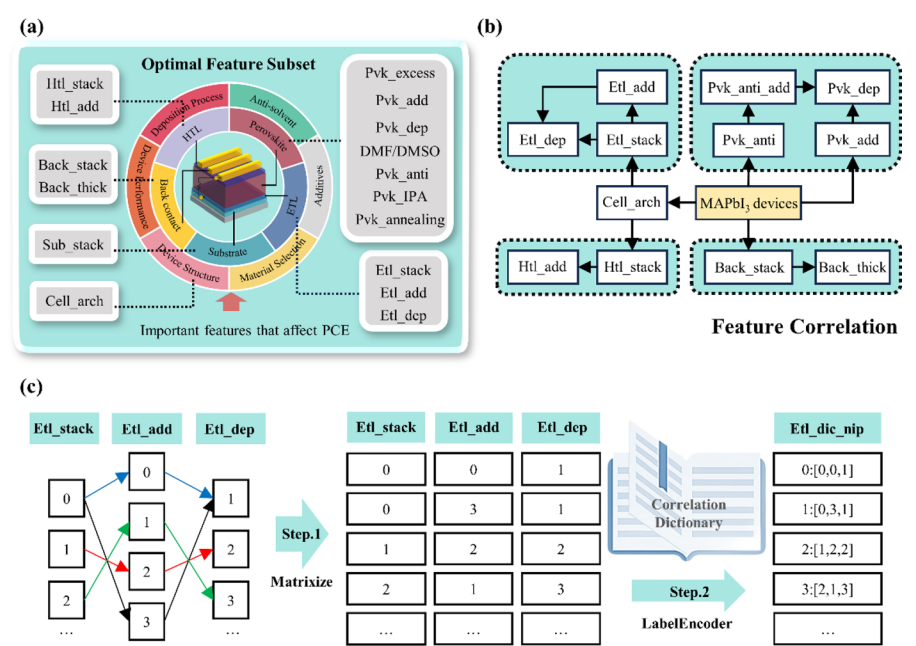 (a)
Optimal Feature Subset
Htl_stack
Htl_add
Back_stack
Back_thick
Sub_stack
Cell_arch
Deposition Process
Anti-solvent
Additives
Material Selection
Device Structure
Device Performance
HTL
Perovskite
ETL
Substrate
Back contact
Pvk_excess
Pvk_add
Pvk_dep
DMF/DMSO
Pvk_anti
Pvk_IPA
Pvk_annealing
Etl_stack
Etl_add
Etl_dep
Important features that affect PCE
(b)
Etl_add
Etl_dep
Etl_stack
Pvk_anti_add
Pvk_dep
Pvk_anti
Pvk_add
Cell_arch
MAPbI3 devices
Htl_add
Htl_stack
Back_stack
Back_thick
Feature Correlation
(c)
Etl_stack
Etl_add
Etl_dep
0
1
2
...
0
1
2
3
1
2
3
...
Step.1
Matrixize
Etl_stack Etl_add Etl_dep
0 0 1
0 3 1
1 2 2
2 1 3
... ... ...
Correlation
Dictionary
Step.2
LabelEncoder
Etl_dic_nip
0:[0,0,1]
1:[0,3,1]
2:[1,2,2]
3:[2,1,3]
...